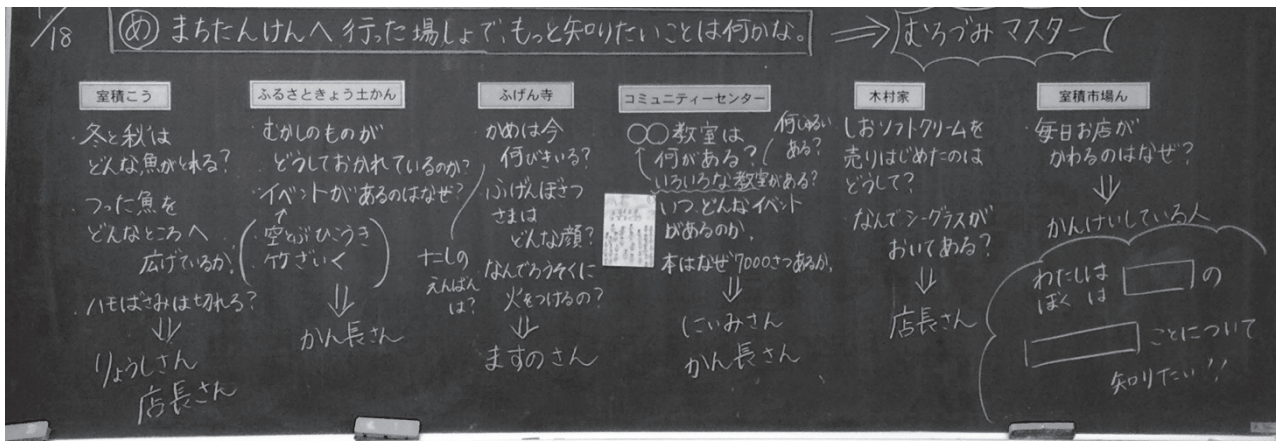 /18
め まちたんけんへ行った場しょで、もっと知りたいことは何かな。
⇒ むろづみマスター
室積こう
・冬と秋は
どんな魚がとれる?
・つった魚を
どんなところへ
広げているか。
・ハモばさみは切れる?
⇓
りょうしさん
店長さん
ふるさときょう土かん
・むかしのものが
どうしておかれているのか?
・イベントがあるのはなぜ?
↑
(・空とぶひこうき
・竹ざいく)
⇓
かん長さん
ふげん寺
・かめは今
何びきいる?
・ふげんぼさつ
さまは
どんな顔?
・なんでろうそくに
火をつけるの?
えんばん
は?
⇓
ますのさん
コミュニティーセンター
・○○教室は
何がある?
何しゅるい
ある?
いろいろな教室がある?
・いつ、どんなイベント
があるのか。
・本はなぜ7000さつあるか。
⇓
にいみさん
かん長さん
木村家
・しおソフトクリームを
売りはじめたのは
どうして?
・なんでシーグラスが
おいてある?
⇓
店長さん
室積市場ん
・毎日お店が
かわるのはなぜ?
⇓
かんけいしている人
わたしは
ぼくは
の
ことについて
知りたい!!